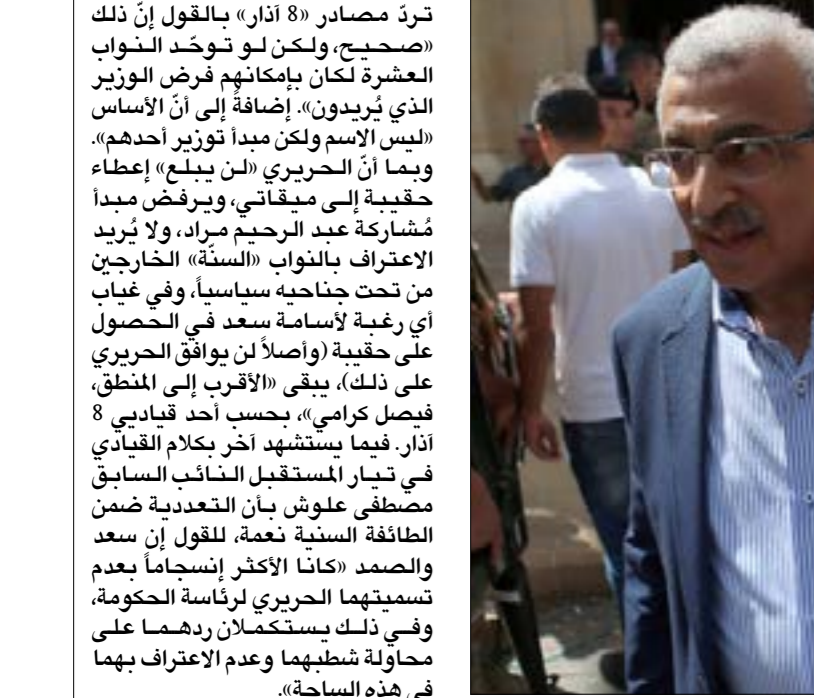 تردّ مصادر «8 آذار» بالقول إنّ ذلك
«صحيح، ولكن لو توحّد النواب
العشرة لكان بإمكانهم فرض الوزير
الذي يُريدون». إضافةً إلى أنّ الأساس
«ليس الاسم ولكن مبدأ توزير أحدهم».
وبما أنّ الحريري «لن يبلع» إعطاء
حقيبة إلى ميقاتي، ويرفض مبدأ
مُشاركة عبد الرحيم مراد، ولا يُريد
الاعتراف بالنواب «السنّة» الخارجين
من تحت جناحيه سياسياً، وفي غياب
أي رغبة لأسامة سعد في الحصول
على حقيبة (وأصلاً لن يوافق الحريري
على ذلك)، يبقى «الأقرب إلى المنطق،
فيصل كرامي»، بحسب أحد قياديي 8
آذار. فيما يستشهد آخر بكلام القيادي
في تيار المستقبل النائب السابق
مصطفى علوش بأن التعددية ضمن
الطائفة السنية نعمة، للقول إن سعد
والصمد «كانا الأكثر إنسجاماً بعدم
تسميتهما الحريري لرئاسة الحكومة،
وفي ذلك يستكملان ردهما على
محاولة شطبهما وعدم الاعتراف بهما
في هذه الساحة».